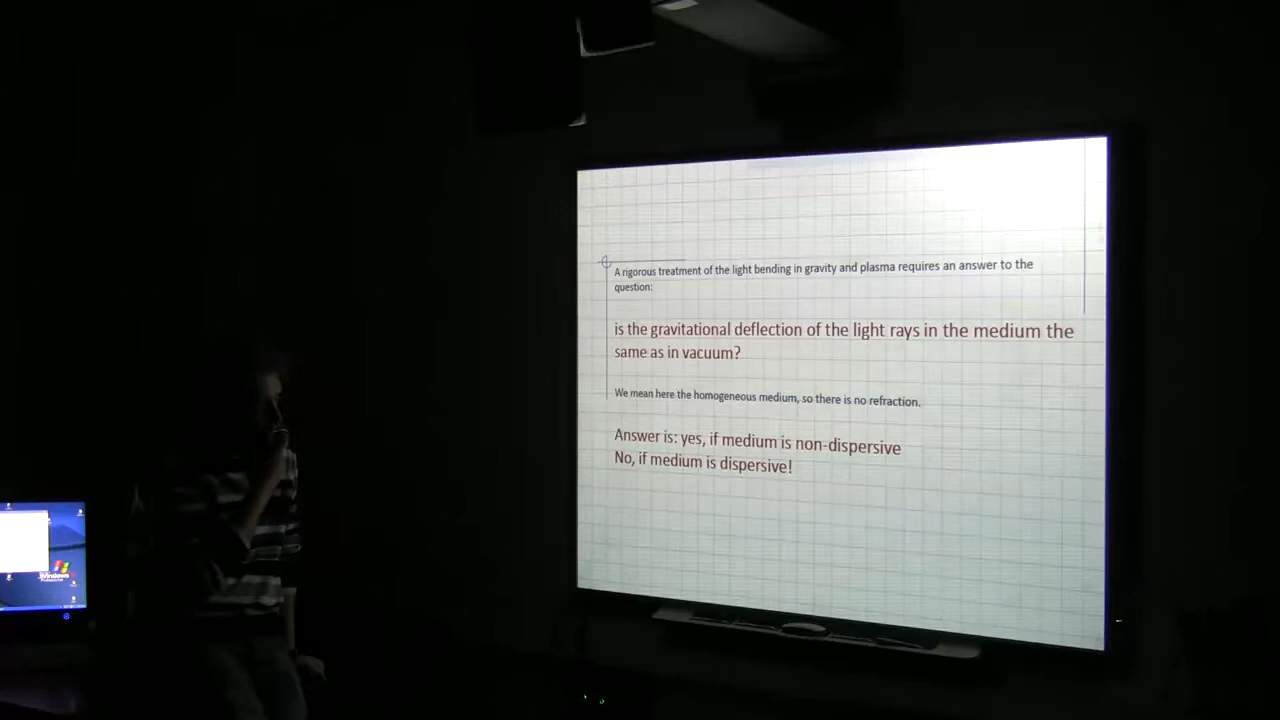 A rigorous treatment of the light bending in gravity and plasma requires an answer to the
question:
is the gravitational deflection of the light rays in the medium the
same as in vacuum?
We mean here the homogeneous medium, so there is no refraction.
Answer is: yes, if medium is non-dispersive
No, if medium is dispersive!
Windows